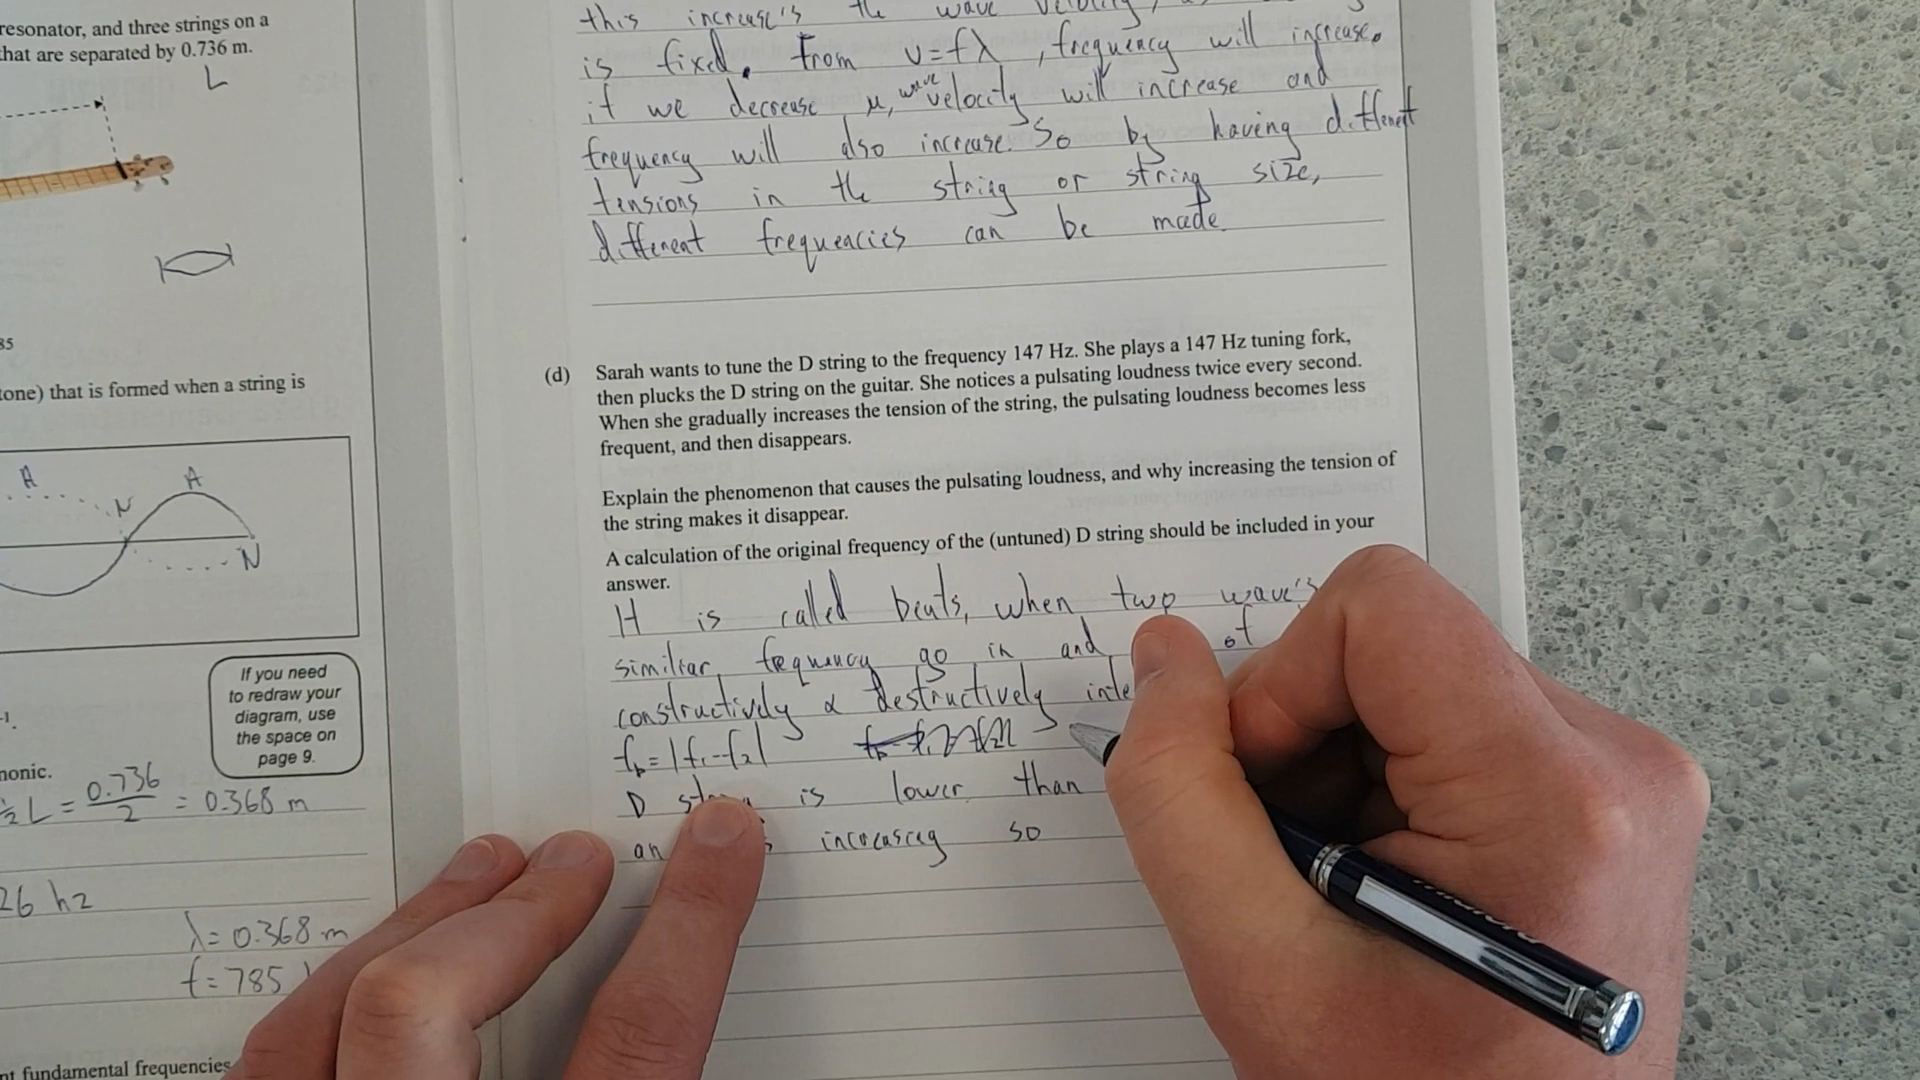 resonator, and three strings on a
that are separated by 0.736 m.
L
85
tone) that is formed when a string is
A
A
N
N
If you need
to redraw your
diagram, use
the space on
page 9.
-1.
monic.
½L = 0.736/2 = 0.368 m
26 hz
λ = 0.368 m
f = 785
nt fundamental frequencies
this increase's the wave velocity,
is fixed. From v=fλ, frequency will increase.
if we decrease μ, wave velocity will increase and
frequency will also increase. So by having different
tensions in the string or string size,
different frequencies can be made.
(d) Sarah wants to tune the D string to the frequency 147 Hz. She plays a 147 Hz tuning fork,
then plucks the D string on the guitar. She notices a pulsating loudness twice every second.
When she gradually increases the tension of the string, the pulsating loudness becomes less
frequent, and then disappears.
Explain the phenomenon that causes the pulsating loudness, and why increasing the tension of
the string makes it disappear.
A calculation of the original frequency of the (untuned) D string should be included in your
answer.
It is called beats, when two wave's
similiar frequency go in and of
constructively & destructively inte
fb = |f1-f2|
D is lower than
an increaseing so